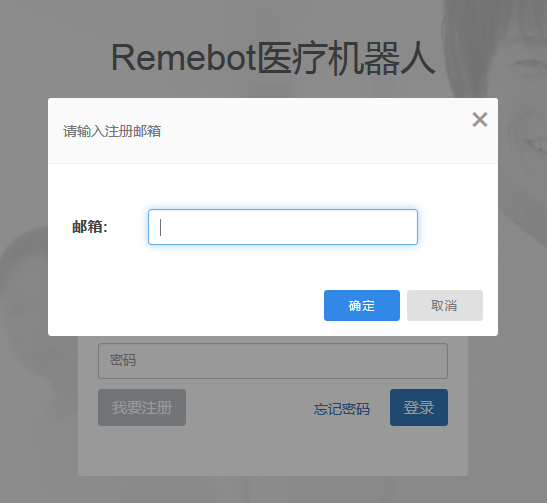 Remebot医疗机器人
请输入注册邮箱
邮箱:
确定 取消
密码
我要注册 忘记密码 登录